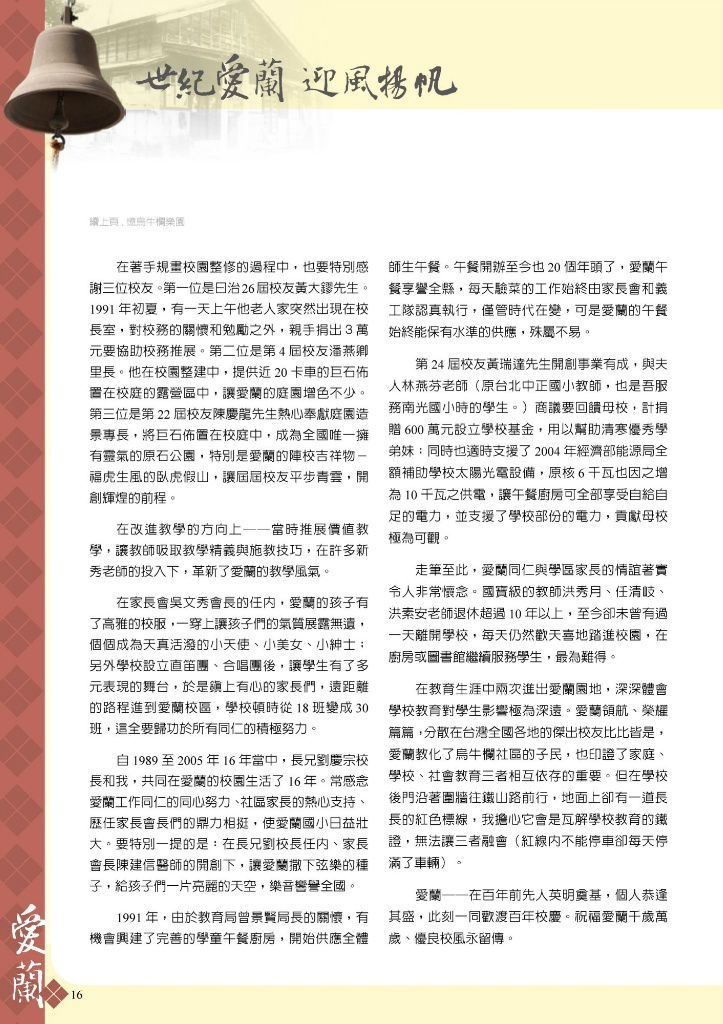 世紀愛蘭 迎風揚帆
續上頁，憶烏牛欄樂園
在著手規畫校園整修的過程中，也要特別感
謝三位校友。第一位是日治26屆校友黃大鏐先生。
1991 年初夏，有一天上午他老人家突然出現在校
長室，對校務的關懷和勉勵之外，親手捐出 3 萬
元要協助校務推展。第二位是第 4 屆校友潘燕鄉
里長。他在校園整建中，提供近 20 卡車的巨石佈
置在校庭的露營區中，讓愛蘭的庭園增色不少。
第三位是第 22 屆校友陳慶龍先生熱心奉獻庭園造
景專長，將巨石佈置在校庭中，成為全國唯一擁
有靈氣的原石公園，特別是愛蘭的陣校吉祥物－
福虎生風的臥虎假山，讓屆屆校友平步青雲，開
創輝煌的前程。
在改進教學的方向上——當時推展價值教
學，讓教師吸取教學精義與施教技巧，在許多新
秀老師的投入下，革新了愛蘭的教學風氣。
在家長會吳文秀會長的任內，愛蘭的孩子有
了高雅的校服，一穿上讓孩子們的氣質展露無遺，
個個成為天真活潑的小天使、小美女、小紳士；
另外學校設立直笛團、合唱團後，讓學生有了多
元表現的舞台，於是鎮上有心的家長們，遠距離
的路程進到愛蘭校區，學校頓時從 18 班變成 30
班，這全要歸功於所有同仁的積極努力。
自 1989 至 2005 年 16 年當中，長兄劉慶宗校
長和我，共同在愛蘭的校園生活了 16 年。常感念
愛蘭工作同仁的同心努力、社區家長的熱心支持、
歷任家長會長們的鼎力相挺，使愛蘭國小日益壯
大。要特別一提的是：在長兄劉校長任內、家長
會長陳建信醫師的開創下，讓愛蘭撒下弦樂的種
子，給孩子們一片亮麗的天空，樂音響譽全國。
1991 年，由於教育局曾景賢局長的關懷，有
機會興建了完善的學童午餐廚房，開始供應全體
師生午餐。午餐開辦至今也 20 個年頭了，愛蘭午
餐享譽全縣，每天驗菜的工作始終由家長會和義
工隊認真執行，僅管時代在變，可是愛蘭的午餐
始終能保有水準的供應，殊屬不易。
第 24 屆校友黃瑞達先生開創事業有成，與夫
人林燕芬老師（原台北中正國小教師，也是吾服
務南光國小時的學生。）商議要回饋母校，計捐
贈 600 萬元設立學校基金，用以幫助清寒優秀學
弟妹；同時也適時支援了 2004 年經濟部能源局全
額補助學校太陽光電設備，原核 6 千瓦也因之增
為 10 千瓦之供電，讓午餐廚房可全部享受自給自
足的電力，並支援了學校部份的電力，貢獻母校
極為可觀。
走筆至此，愛蘭同仁與學區家長的情誼著實
令人非常懷念。國寶級的教師洪秀月、任清岐、
洪素安老師退休超過 10 年以上，至今卻未曾有過
一天離開學校，每天仍然歡天喜地踏進校園，在
廚房或圖書館繼續服務學生，最為難得。
在教育生涯中兩次進出愛蘭園地，深深體會
學校教育對學生影響極為深遠。愛蘭領航、榮耀
篇篇，分散在台灣全國各地的傑出校友比比皆是，
愛蘭教化了烏牛欄社區的子民，也印證了家庭、
學校、社會教育三者相互依存的重要。但在學校
後門沿著圍牆往鐵山路前行，地面上卻有一道長
長的紅色標線，我擔心它會是瓦解學校教育的鐵
證，無法讓三者融會（紅線內不能停車卻每天停
滿了車輛）。
愛蘭——在百年前先人英明奠基，個人恭逢
其盛，此刻一同歡渡百年校慶。祝福愛蘭千歲萬
歲、優良校風永留傳。
愛蘭
16